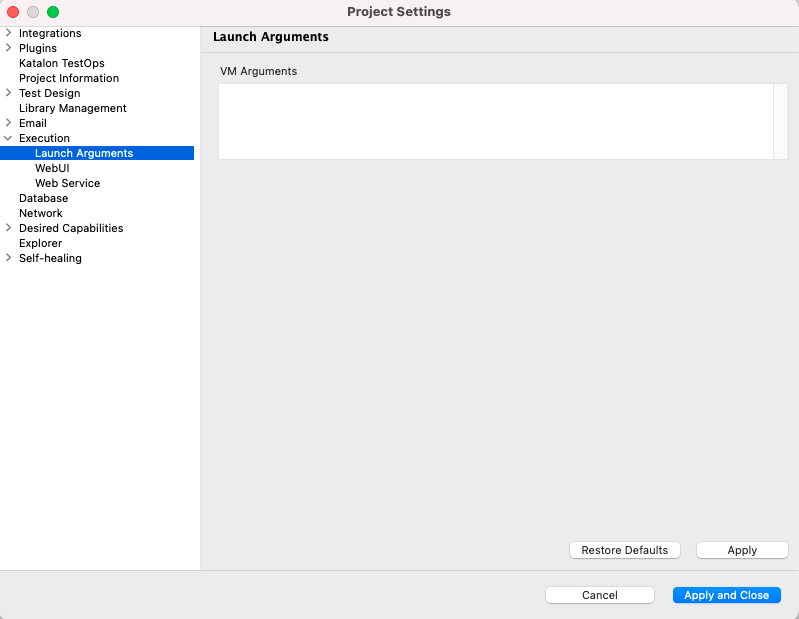 Project Settings
Integrations
Plugins
Katalon TestOps
Project Information
Test Design
Library Management
Email
Execution
Launch Arguments
WebUI
Web Service
Database
Network
Desired Capabilities
Explorer
Self-healing
Launch Arguments
VM Arguments
Restore Defaults
Apply
Cancel
Apply and Close